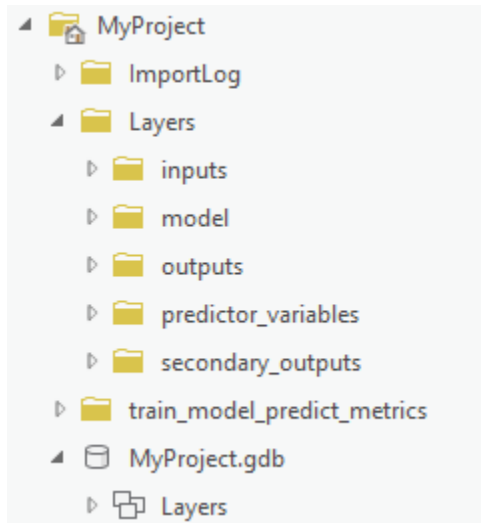 MyProject
ImportLog
Layers
inputs
model
outputs
predictor_variables
secondary_outputs
train_model_predict_metrics
MyProject.gdb
Layers